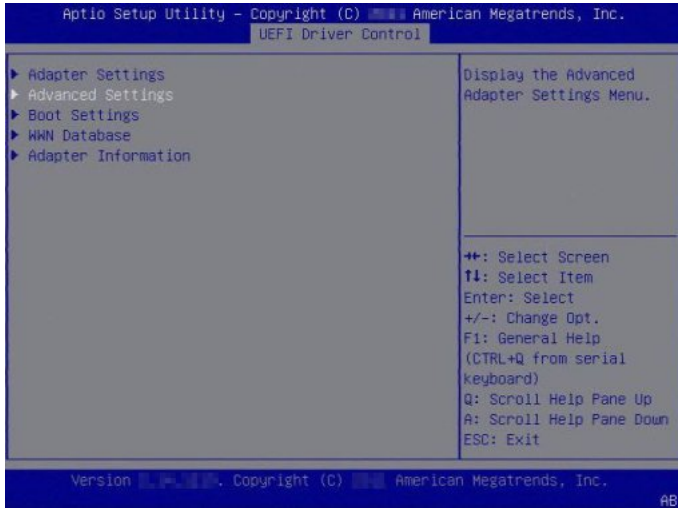 Aptio Setup Utility – Copyright (C) American Megatrends, Inc.
UEFI Driver Control
Adapter Settings
Advanced Settings
Boot Settings
WWN Database
Adapter Information
Display the Advanced
Adapter Settings Menu.
→←: Select Screen
↑↓: Select Item
Enter: Select
+/-: Change Opt.
F1: General Help
(CTRL+Q from serial
keyboard)
Q: Scroll Help Pane Up
A: Scroll Help Pane Down
ESC: Exit
Version . Copyright (C) American Megatrends, Inc.
AB